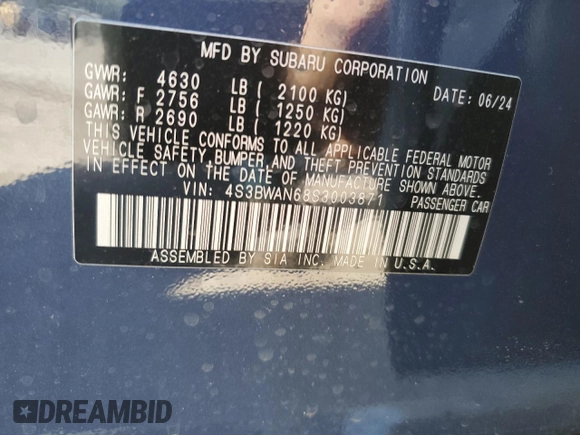 MFD BY SUBARU CORPORATION
GVWR: 4630 LB ( 2100 KG) DATE: 06/24
GAWR: F 2756 LB ( 1250 KG)
GAWR: R 2690 LB ( 1220 KG)
THIS VEHICLE CONFORMS TO ALL APPLICABLE FEDERAL MOTOR
VEHICLE SAFETY, BUMPER, AND THEFT PREVENTION STANDARDS
IN EFFECT ON THE DATE OF MANUFACTURE SHOWN ABOVE.
VIN: 4S3BWAN68S3003871 PASSENGER CAR
ASSEMBLED BY SIA INC. MADE IN U.S.A.
DREAMBID